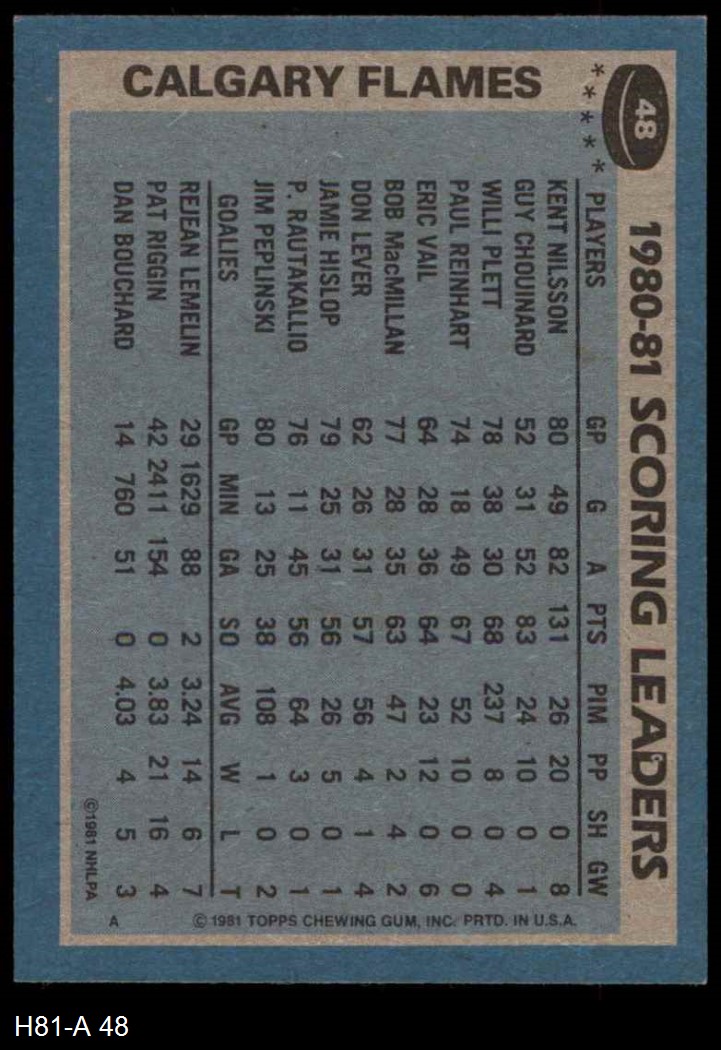 48
1980-81 SCORING LEADERS
* * * * *
CALGARY FLAMES
PLAYERS GP G A PTS PIM PP SH GW
KENT NILSSON 80 49 82 131 26 20 0 8
GUY CHOUINARD 52 31 52 83 24 10 0 1
WILLI PLETT 78 38 30 68 237 8 0 4
PAUL REINHART 74 18 49 67 52 10 0 0
ERIC VAIL 64 28 36 64 23 12 0 6
BOB MacMILLAN 77 28 35 63 47 2 4 2
DON LEVER 62 26 31 57 56 4 1 4
JAMIE HISLOP 79 25 31 56 26 5 0 1
P. RAUTAKALLIO 76 11 45 56 64 3 0 1
JIM PEPLINSKI 80 13 25 38 108 1 0 2
GOALIES GP MIN GA SO AVG W L T
REJEAN LEMELIN 29 1629 88 2 3.24 14 6 7
PAT RIGGIN 42 2411 154 0 3.83 21 16 4
DAN BOUCHARD 14 760 51 0 4.03 4 5 3
©1981 NHLPA
A © 1981 TOPPS CHEWING GUM, INC. PRTD. IN U.S.A.
H81-A 48